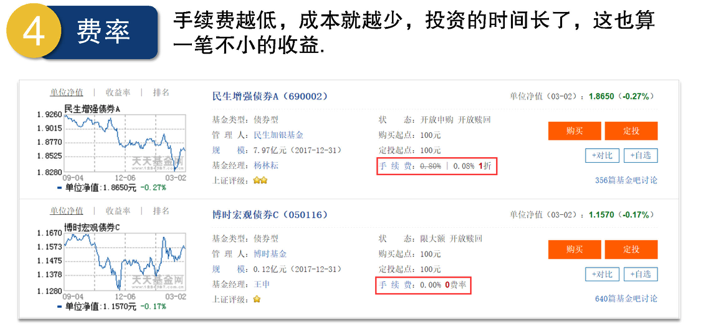 4 费率
手续费越低，成本就越少，投资的时间长了，这也算
一笔不小的收益.
单位净值 | 收益率 | 排名
民生增强债券A
1.9260
1.9015
1.8770
1.8525
1.8280
09-04 12-06 03-02
天天基金网
单位净值:1.8650元 -0.27%
民生增强债券A（690002）
单位净值（03-02）：1.8650（-0.27%）
基金类型：债券型
状 态：开放申购 开放赎回
管 理 人：民生加银基金
购买起点：100元
规 模：7.97亿元（2017-12-31）
定投起点：100元
基金经理：杨林耘
手 续 费：0.80% | 0.08% 1折
上证评级：
购买 定投
+对比 +自选
356篇基金吧讨论
单位净值 | 收益率 | 排名
博时宏观债券C
1.1670
1.1573
1.1475
1.1378
1.1280
09-04 12-06 03-02
天天基金网
单位净值:1.1570元 -0.17%
博时宏观债券C（050116）
单位净值（03-02）：1.1570（-0.17%）
基金类型：债券型
状 态：限大额 开放赎回
管 理 人：博时基金
购买起点：100元
规 模：0.12亿元（2017-12-31）
定投起点：100元
基金经理：王申
手 续 费：0.00% 0费率
上证评级：
购买 定投
+对比 +自选
640篇基金吧讨论